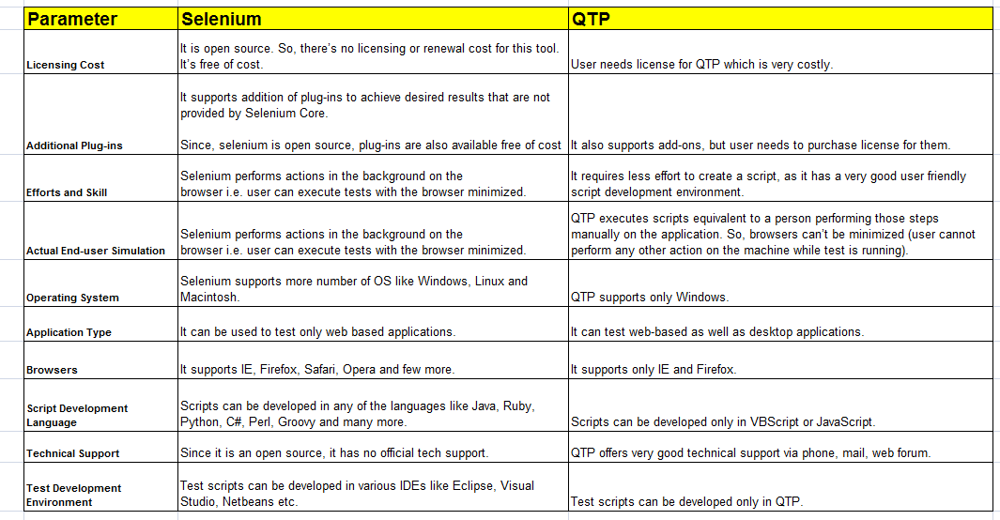 Parameter Selenium QTP
It is open source. So, there's no licensing or renewal cost for this tool.
Licensing Cost It's free of cost. User needs license for QTP which is very costly.
It supports addition of plug-ins to achieve desired results that are not
provided by Selenium Core.
Additional Plug-ins Since, selenium is open source, plug-ins are also available free of cost It also supports add-ons, but user needs to purchase license for them.
Selenium performs actions in the background on the It requires less effort to create a script, as it has a very good user friendly
Efforts and Skill browser i.e. user can execute tests with the browser minimized. script development environment.
QTP executes scripts equivalent to a person performing those steps
Selenium performs actions in the background on the manually on the application. So, browsers can't be minimized (user cannot
Actual End-user Simulation browser i.e. user can execute tests with the browser minimized. perform any other action on the machine while test is running).
Selenium supports more number of OS like Windows, Linux and
Operating System Macintosh. QTP supports only Windows.
Application Type It can be used to test only web based applications. It can test web-based as well as desktop applications.
Browsers It supports IE, Firefox, Safari, Opera and few more. It supports only IE and Firefox.
Script Development Scripts can be developed in any of the languages like Java, Ruby,
Language Python, C#, Perl, Groovy and many more. Scripts can be developed only in VBScript or JavaScript.
Technical Support Since it is an open source, it has no official tech support. QTP offers very good technical support via phone, mail, web forum.
Test Development Test scripts can be developed in various IDEs like Eclipse, Visual
Environment Studio, Netbeans etc. Test scripts can be developed only in QTP.